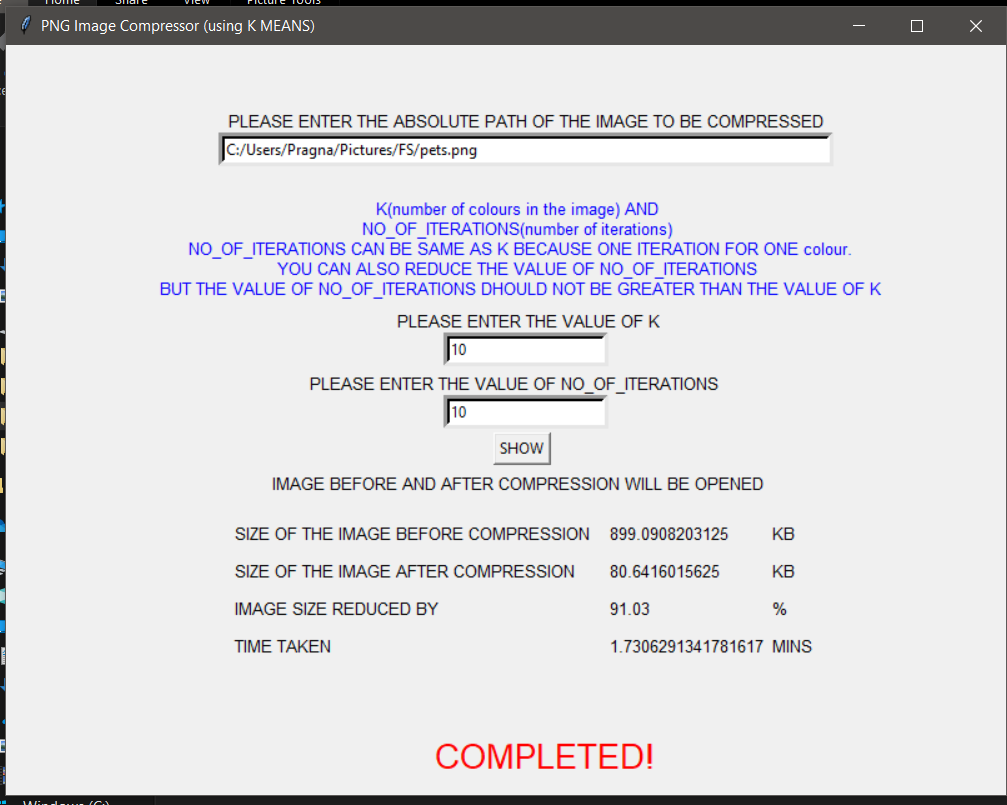 Home Share View Picture Tools
PNG Image Compressor (using K MEANS)
PLEASE ENTER THE ABSOLUTE PATH OF THE IMAGE TO BE COMPRESSED
C:/Users/Pragna/Pictures/FS/pets.png
K(number of colours in the image) AND
NO_OF_ITERATIONS(number of iterations)
NO_OF_ITERATIONS CAN BE SAME AS K BECAUSE ONE ITERATION FOR ONE colour.
YOU CAN ALSO REDUCE THE VALUE OF NO_OF_ITERATIONS
BUT THE VALUE OF NO_OF_ITERATIONS DHOULD NOT BE GREATER THAN THE VALUE OF K
PLEASE ENTER THE VALUE OF K
10
PLEASE ENTER THE VALUE OF NO_OF_ITERATIONS
10
SHOW
IMAGE BEFORE AND AFTER COMPRESSION WILL BE OPENED
SIZE OF THE IMAGE BEFORE COMPRESSION 899.0908203125 KB
SIZE OF THE IMAGE AFTER COMPRESSION 80.6416015625 KB
IMAGE SIZE REDUCED BY 91.03 %
TIME TAKEN 1.7306291341781617 MINS
COMPLETED!
Windows (C:)